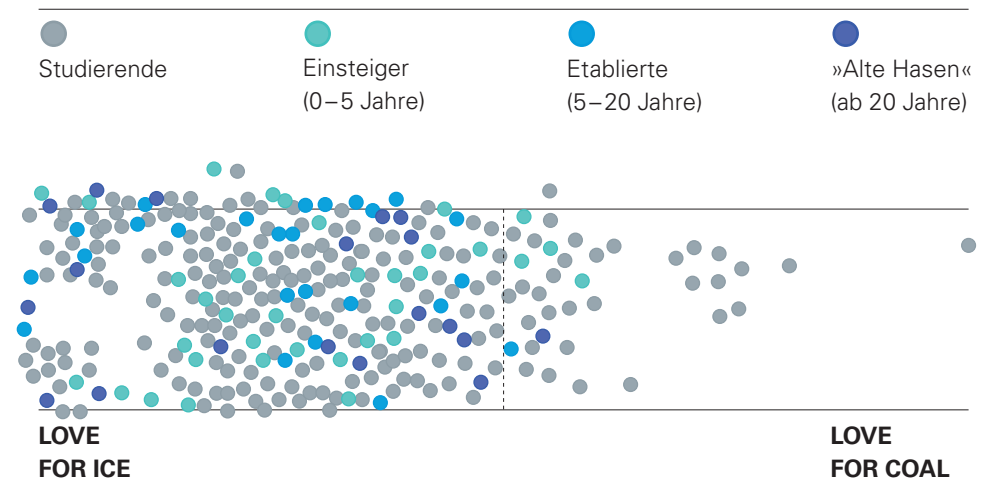 Studierende
Einsteiger
(0–5 Jahre)
Etablierte
(5–20 Jahre)
»Alte Hasen«
(ab 20 Jahre)
LOVE
FOR ICE
LOVE
FOR COAL